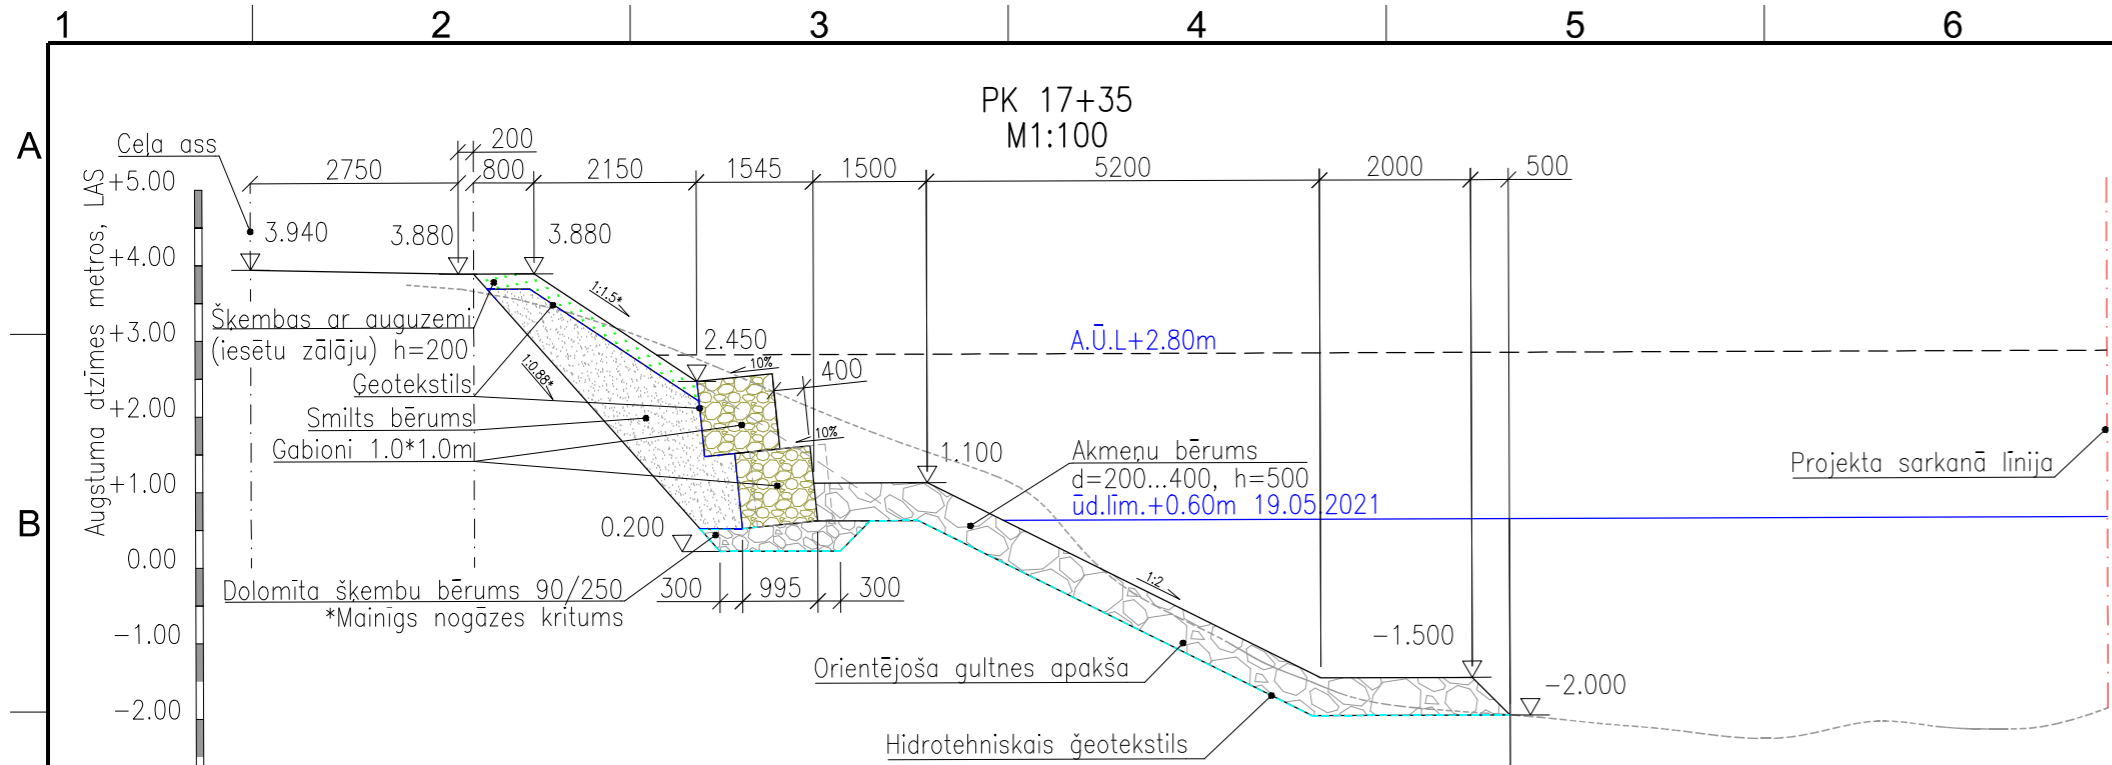 1 2 3 4 5 6
A
B
PK 17+35
M1:100
Ceļa ass
200
2750 800 2150 1545 1500 5200 2000 500
Augstuma atzīmes metros, LAS
+5.00
+4.00
+3.00
+2.00
+1.00
0.00
-1.00
-2.00
3.940
3.880
3.880
1:1.5*
2.450
A.Ū.L+2.80m
Šķembas ar augu­zemi
(iesētu zālāju) h=200
10%
400
1:0.88*
Ģeotekstils
Smilts bērums
Gabioni 1.0*1.0m
10%
1.100
Akmeņu bērums
d=200...400, h=500
ūd.līm.+0.60m 19.05.2021
Projekta sarkanā līnija
0.200
Dolomīta šķembu bērums 90/250
*Mainīgs nogāzes kritums
300 995 300
1:2
-1.500
Orientējoša gultnes apakša
-2.000
Hidrotehniskais ģeotekstils